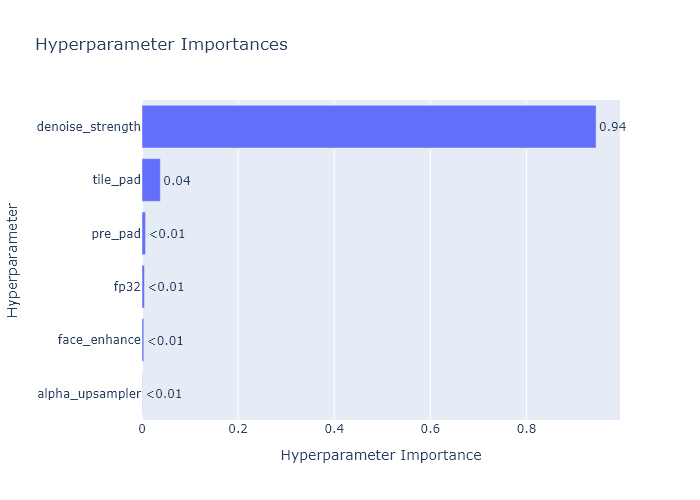 Hyperparameter Importances
Hyperparameter
denoise_strength 0.94
tile_pad 0.04
pre_pad <0.01
fp32 <0.01
face_enhance <0.01
alpha_upsampler <0.01
0 0.2 0.4 0.6 0.8
Hyperparameter Importance